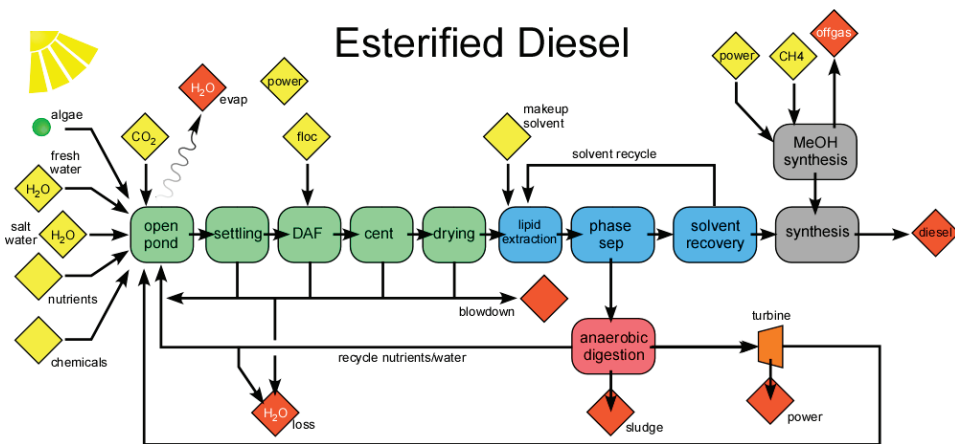 Esterified Diesel
power
CH4
offgas
H₂O
evap
power
algae
CO₂
floc
makeup
solvent
fresh
water
H₂O
solvent recycle
MeOH
synthesis
salt
water
H₂O
open
pond
settling
DAF
cent
drying
lipid
extraction
phase
sep
solvent
recovery
synthesis
diesel
nutrients
blowdown
chemicals
recycle nutrients/water
anaerobic
digestion
turbine
H₂O
loss
sludge
power